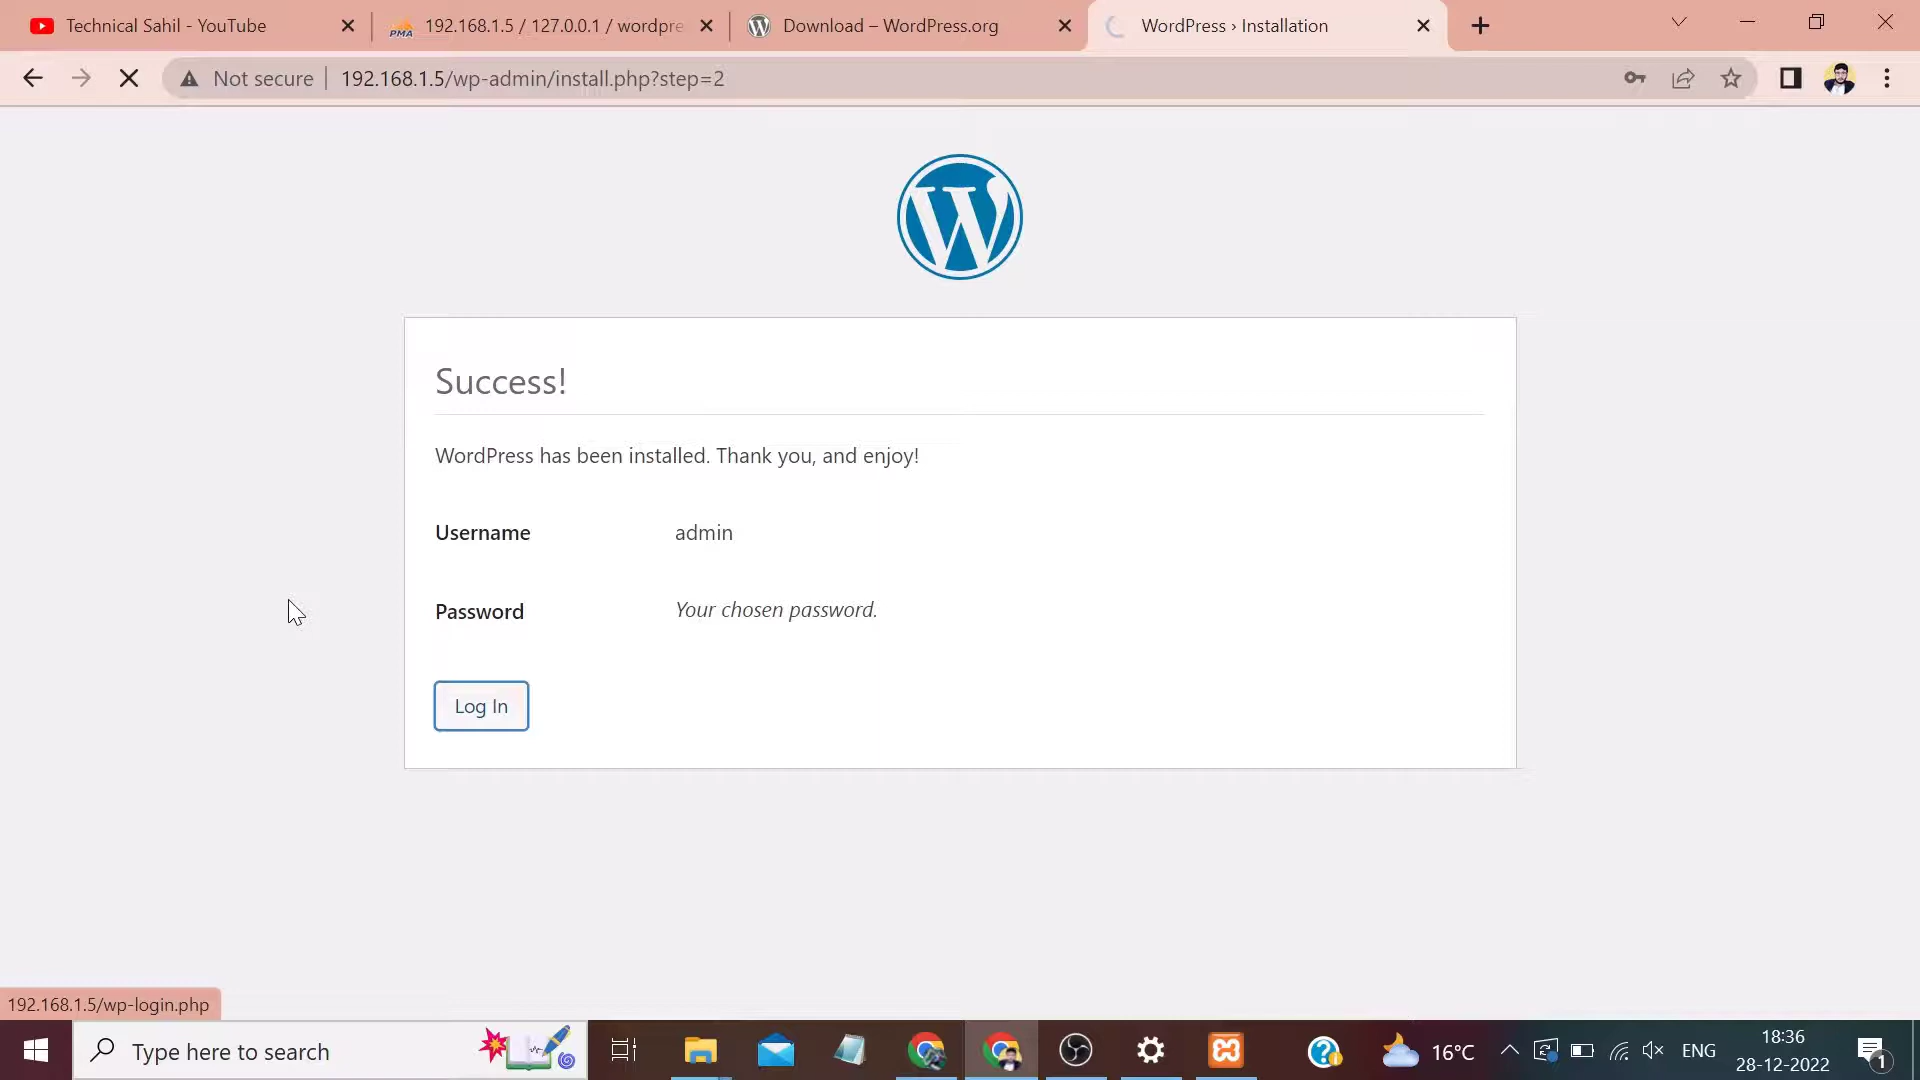 Technical Sahil - YouTube
192.168.1.5 / 127.0.0.1 / wordpre
Download – WordPress.org
WordPress › Installation
Not secure
192.168.1.5/wp-admin/install.php?step=2
Success!
WordPress has been installed. Thank you, and enjoy!
Username admin
Password Your chosen password.
Log In
192.168.1.5/wp-login.php
Type here to search
16°C
ENG
18:36
28-12-2022
1
PMA